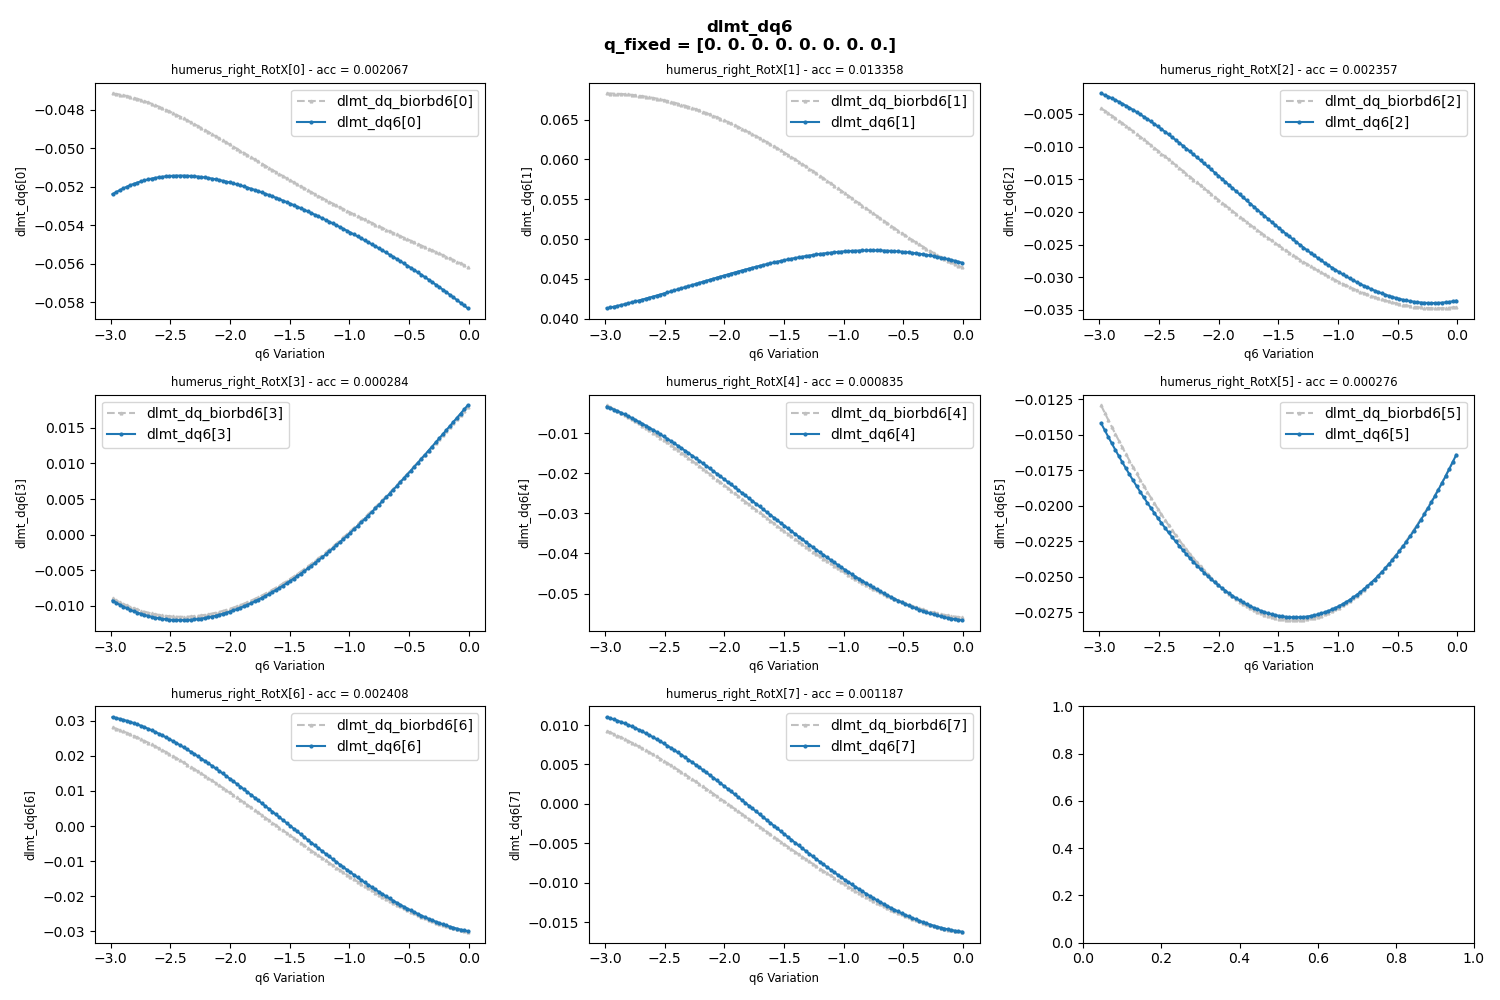 dlmt_dq6
q_fixed = [0. 0. 0. 0. 0. 0. 0. 0.]
humerus_right_RotX[0] - acc = 0.002067
dlmt_dq_biorbd6[0]
dlmt_dq6[0]
dlmt_dq6[0]
−0.048
−0.050
−0.052
−0.054
−0.056
−0.058
−3.0 −2.5 −2.0 −1.5 −1.0 −0.5 0.0
q6 Variation
humerus_right_RotX[1] - acc = 0.013358
dlmt_dq_biorbd6[1]
dlmt_dq6[1]
dlmt_dq6[1]
0.065
0.060
0.055
0.050
0.045
0.040
−3.0 −2.5 −2.0 −1.5 −1.0 −0.5 0.0
q6 Variation
humerus_right_RotX[2] - acc = 0.002357
dlmt_dq_biorbd6[2]
dlmt_dq6[2]
dlmt_dq6[2]
−0.005
−0.010
−0.015
−0.020
−0.025
−0.030
−0.035
−3.0 −2.5 −2.0 −1.5 −1.0 −0.5 0.0
q6 Variation
humerus_right_RotX[3] - acc = 0.000284
dlmt_dq_biorbd6[3]
dlmt_dq6[3]
dlmt_dq6[3]
0.015
0.010
0.005
0.000
−0.005
−0.010
−3.0 −2.5 −2.0 −1.5 −1.0 −0.5 0.0
q6 Variation
humerus_right_RotX[4] - acc = 0.000835
dlmt_dq_biorbd6[4]
dlmt_dq6[4]
dlmt_dq6[4]
−0.01
−0.02
−0.03
−0.04
−0.05
−3.0 −2.5 −2.0 −1.5 −1.0 −0.5 0.0
q6 Variation
humerus_right_RotX[5] - acc = 0.000276
dlmt_dq_biorbd6[5]
dlmt_dq6[5]
dlmt_dq6[5]
−0.0125
−0.0150
−0.0175
−0.0200
−0.0225
−0.0250
−0.0275
−3.0 −2.5 −2.0 −1.5 −1.0 −0.5 0.0
q6 Variation
humerus_right_RotX[6] - acc = 0.002408
dlmt_dq_biorbd6[6]
dlmt_dq6[6]
dlmt_dq6[6]
0.03
0.02
0.01
0.00
−0.01
−0.02
−0.03
−3.0 −2.5 −2.0 −1.5 −1.0 −0.5 0.0
q6 Variation
humerus_right_RotX[7] - acc = 0.001187
dlmt_dq_biorbd6[7]
dlmt_dq6[7]
dlmt_dq6[7]
0.010
0.005
0.000
−0.005
−0.010
−0.015
−3.0 −2.5 −2.0 −1.5 −1.0 −0.5 0.0
q6 Variation
1.0
0.8
0.6
0.4
0.2
0.0
0.0 0.2 0.4 0.6 0.8 1.0